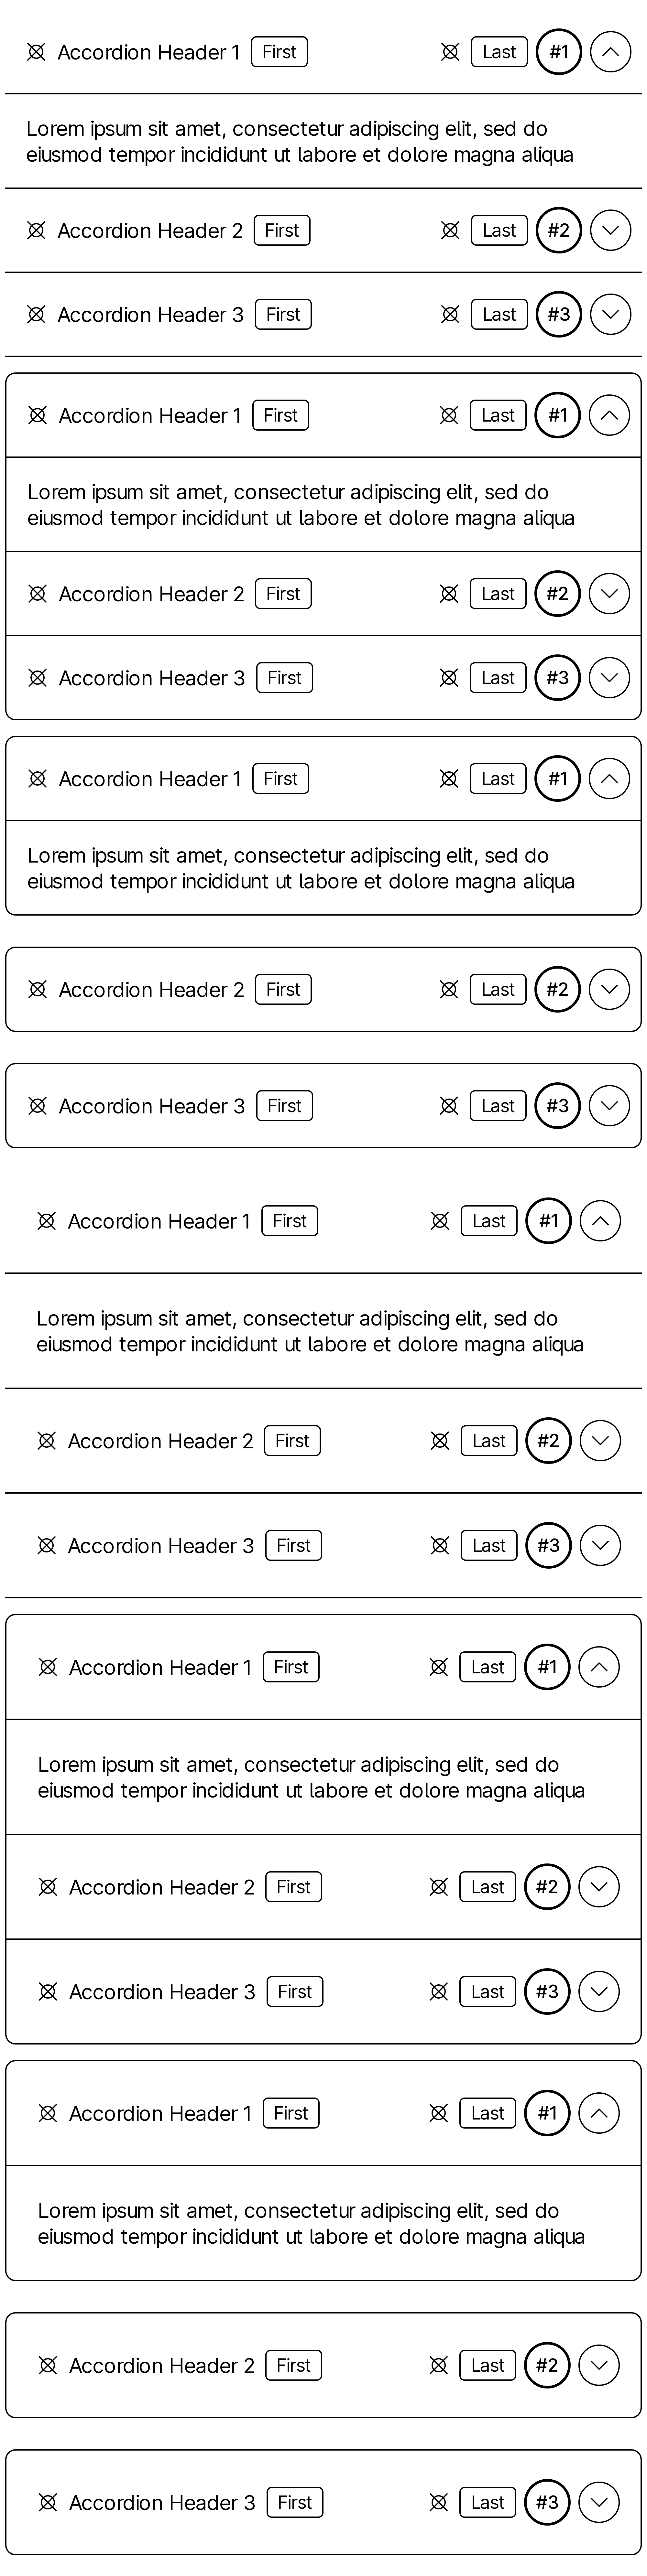 Accordion Header 1 First Last #1
Lorem ipsum sit amet, consectetur adipiscing elit, sed do
eiusmod tempor incididunt ut labore et dolore magna aliqua
Accordion Header 2 First Last #2
Accordion Header 3 First Last #3
Accordion Header 1 First Last #1
Lorem ipsum sit amet, consectetur adipiscing elit, sed do
eiusmod tempor incididunt ut labore et dolore magna aliqua
Accordion Header 2 First Last #2
Accordion Header 3 First Last #3
Accordion Header 1 First Last #1
Lorem ipsum sit amet, consectetur adipiscing elit, sed do
eiusmod tempor incididunt ut labore et dolore magna aliqua
Accordion Header 2 First Last #2
Accordion Header 3 First Last #3
Accordion Header 1 First Last #1
Lorem ipsum sit amet, consectetur adipiscing elit, sed do
eiusmod tempor incididunt ut labore et dolore magna aliqua
Accordion Header 2 First Last #2
Accordion Header 3 First Last #3
Accordion Header 1 First Last #1
Lorem ipsum sit amet, consectetur adipiscing elit, sed do
eiusmod tempor incididunt ut labore et dolore magna aliqua
Accordion Header 2 First Last #2
Accordion Header 3 First Last #3
Accordion Header 1 First Last #1
Lorem ipsum sit amet, consectetur adipiscing elit, sed do
eiusmod tempor incididunt ut labore et dolore magna aliqua
Accordion Header 2 First Last #2
Accordion Header 3 First Last #3